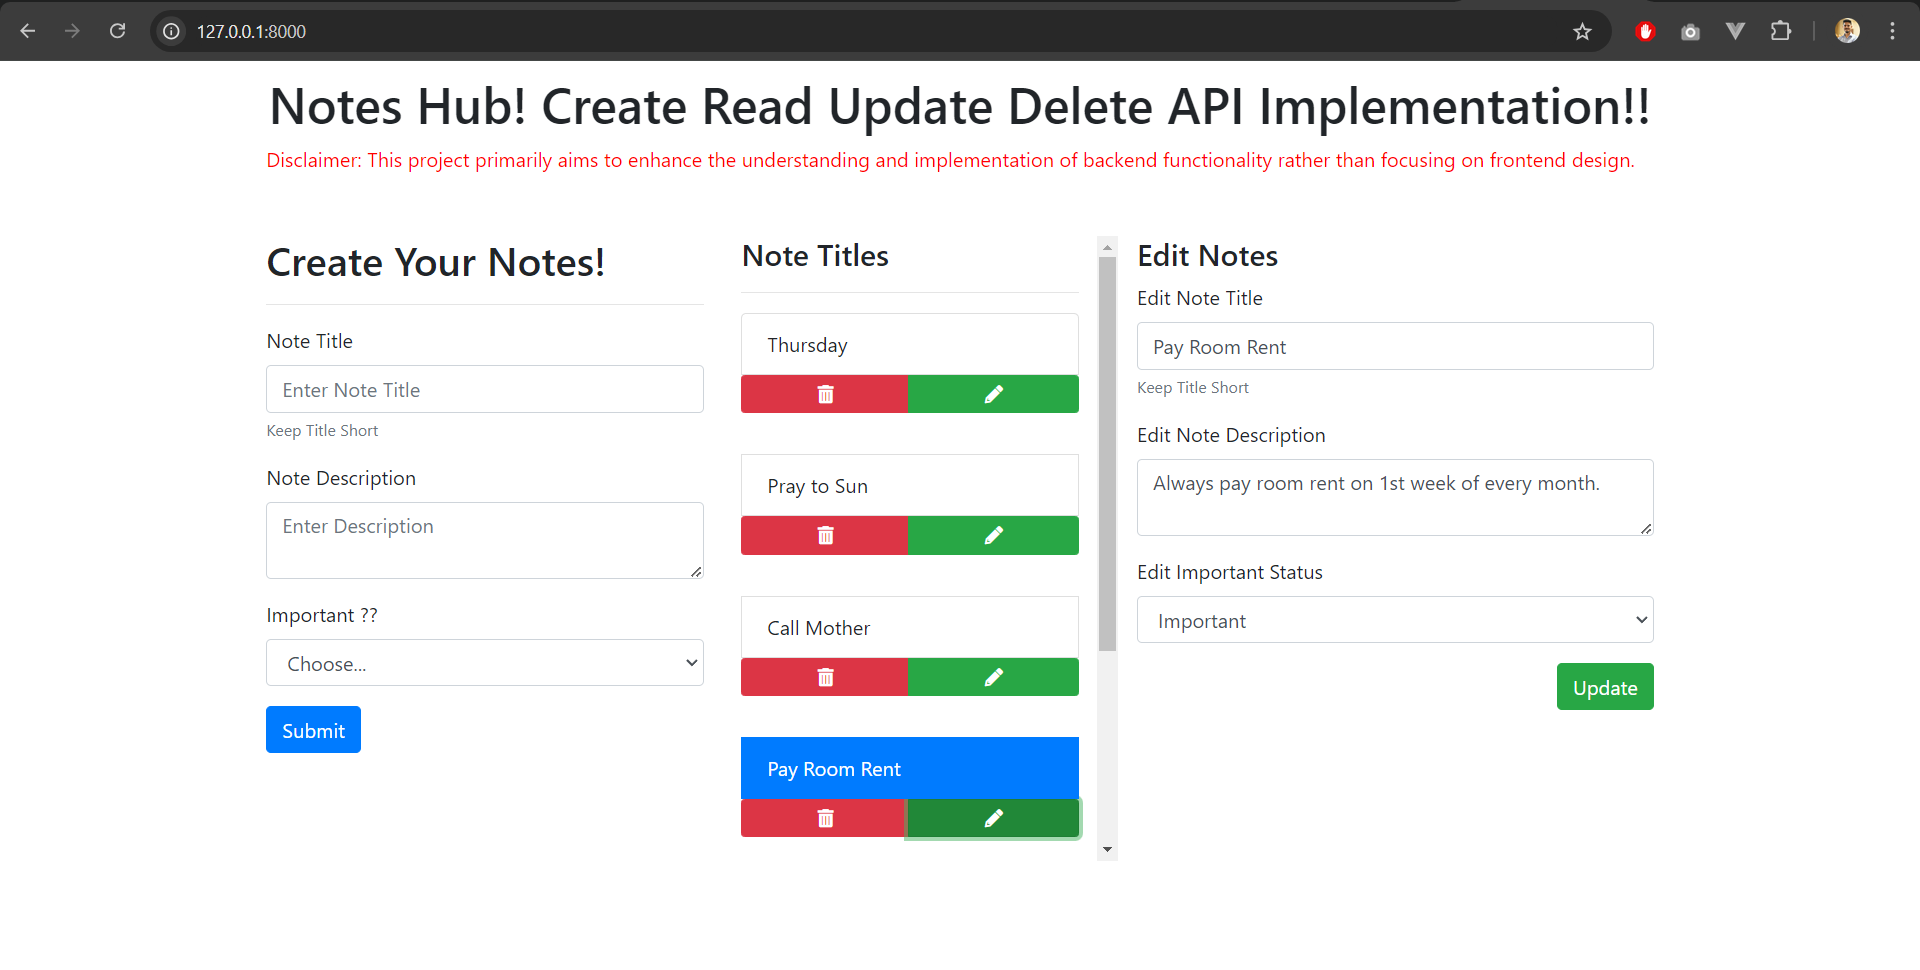 127.0.0.1:8000
Notes Hub! Create Read Update Delete API Implementation!!
Disclaimer: This project primarily aims to enhance the understanding and implementation of backend functionality rather than focusing on frontend design.
Create Your Notes!
Note Title
Enter Note Title
Keep Title Short
Note Description
Enter Description
Important ??
Choose...
Submit
Note Titles
Thursday
Pray to Sun
Call Mother
Pay Room Rent
Edit Notes
Edit Note Title
Pay Room Rent
Keep Title Short
Edit Note Description
Always pay room rent on 1st week of every month.
Edit Important Status
Important
Update